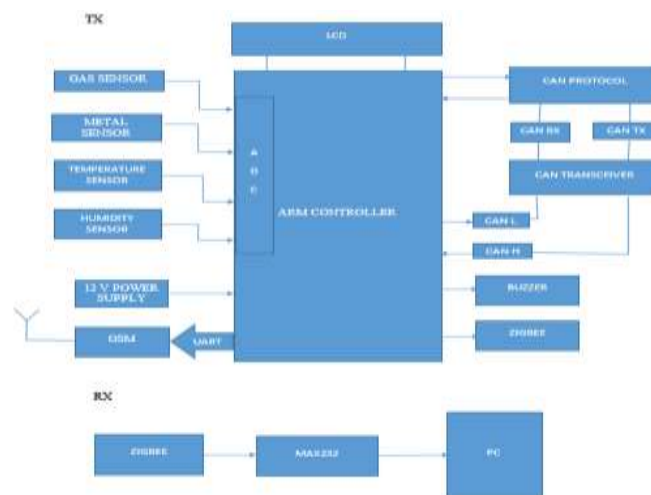 TX
LCD
GAS SENSOR
METAL
SENSOR
TEMPERATURE
SENSOR
HUMIDITY
SENSOR
12 V POWER
SUPPLY
GSM
UART
A
D
C
ARM CONTROLLER
CAN PROTOCOL
CAN RX
CAN TX
CAN TRANSCEIVER
CAN L
CAN H
BUZZER
ZIGBEE
RX
ZIGBEE
MAX232
PC